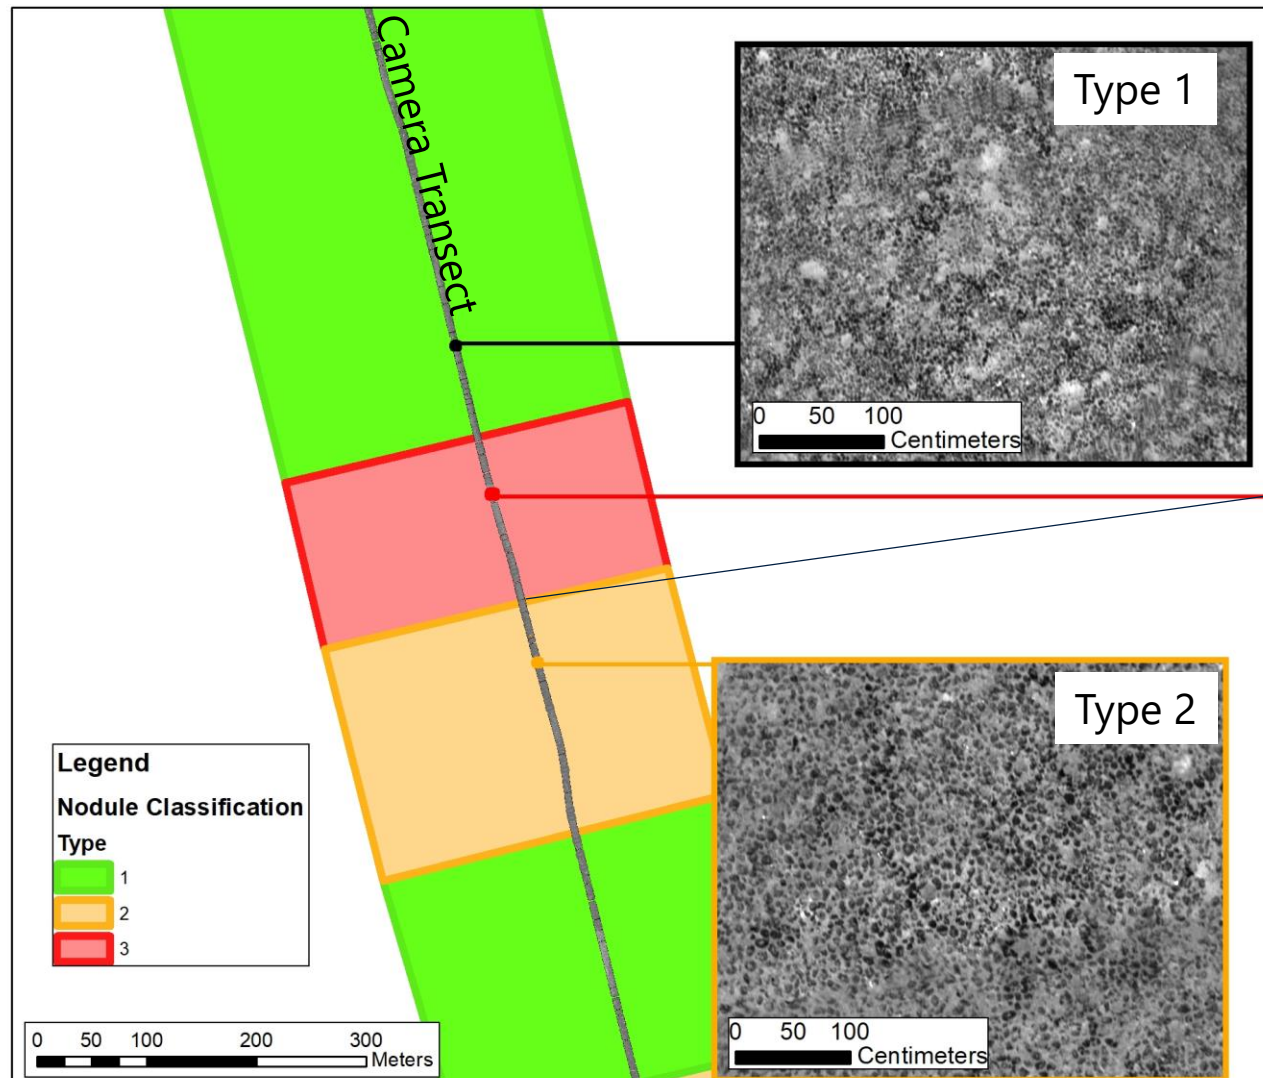 Camera Transect
Type 1
0 50 100
Centimeters
Type 2
0 50 100
Centimeters
Legend
Nodule Classification
Type
1
2
3
0 50 100 200 300
Meters